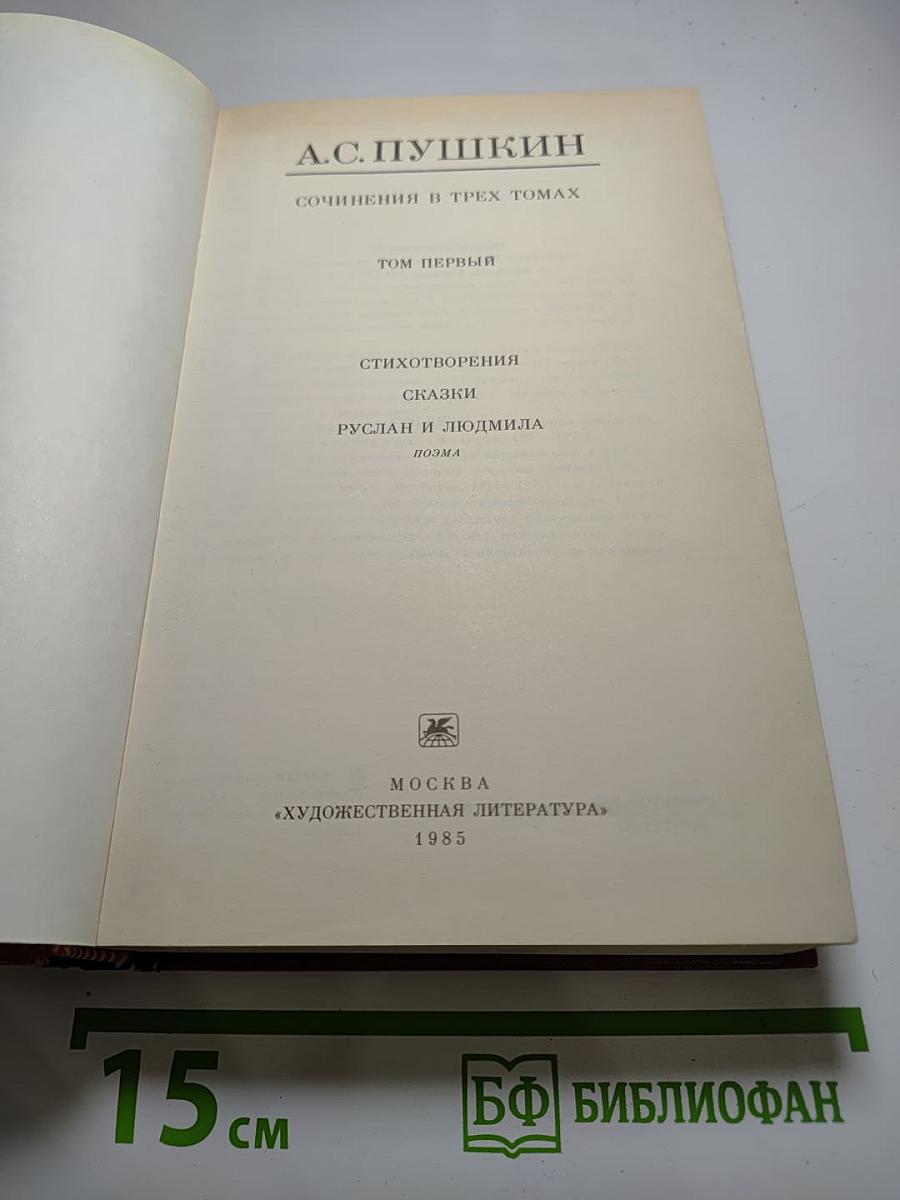 А.С.ПУШКИН
СОЧИНЕНИЯ В ТРЕХ ТОМАХ
ТОМ ПЕРВЫЙ
СТИХОТВОРЕНИЯ
СКАЗКИ
РУСЛАН И ЛЮДМИЛА
ПОЭМА
МОСКВА
«ХУДОЖЕСТВЕННАЯ ЛИТЕРАТУРА»
1985
15 см
БФ БИБЛИОФАН